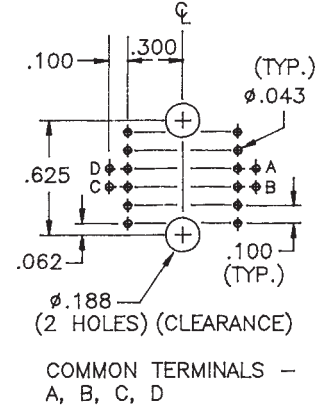 ℄
.300
.100
(TYP.)
Ø.043
D
A
.625
C
B
.062
.100
(TYP.)
Ø.188
(2 HOLES) (CLEARANCE)
COMMON TERMINALS –
A, B, C, D